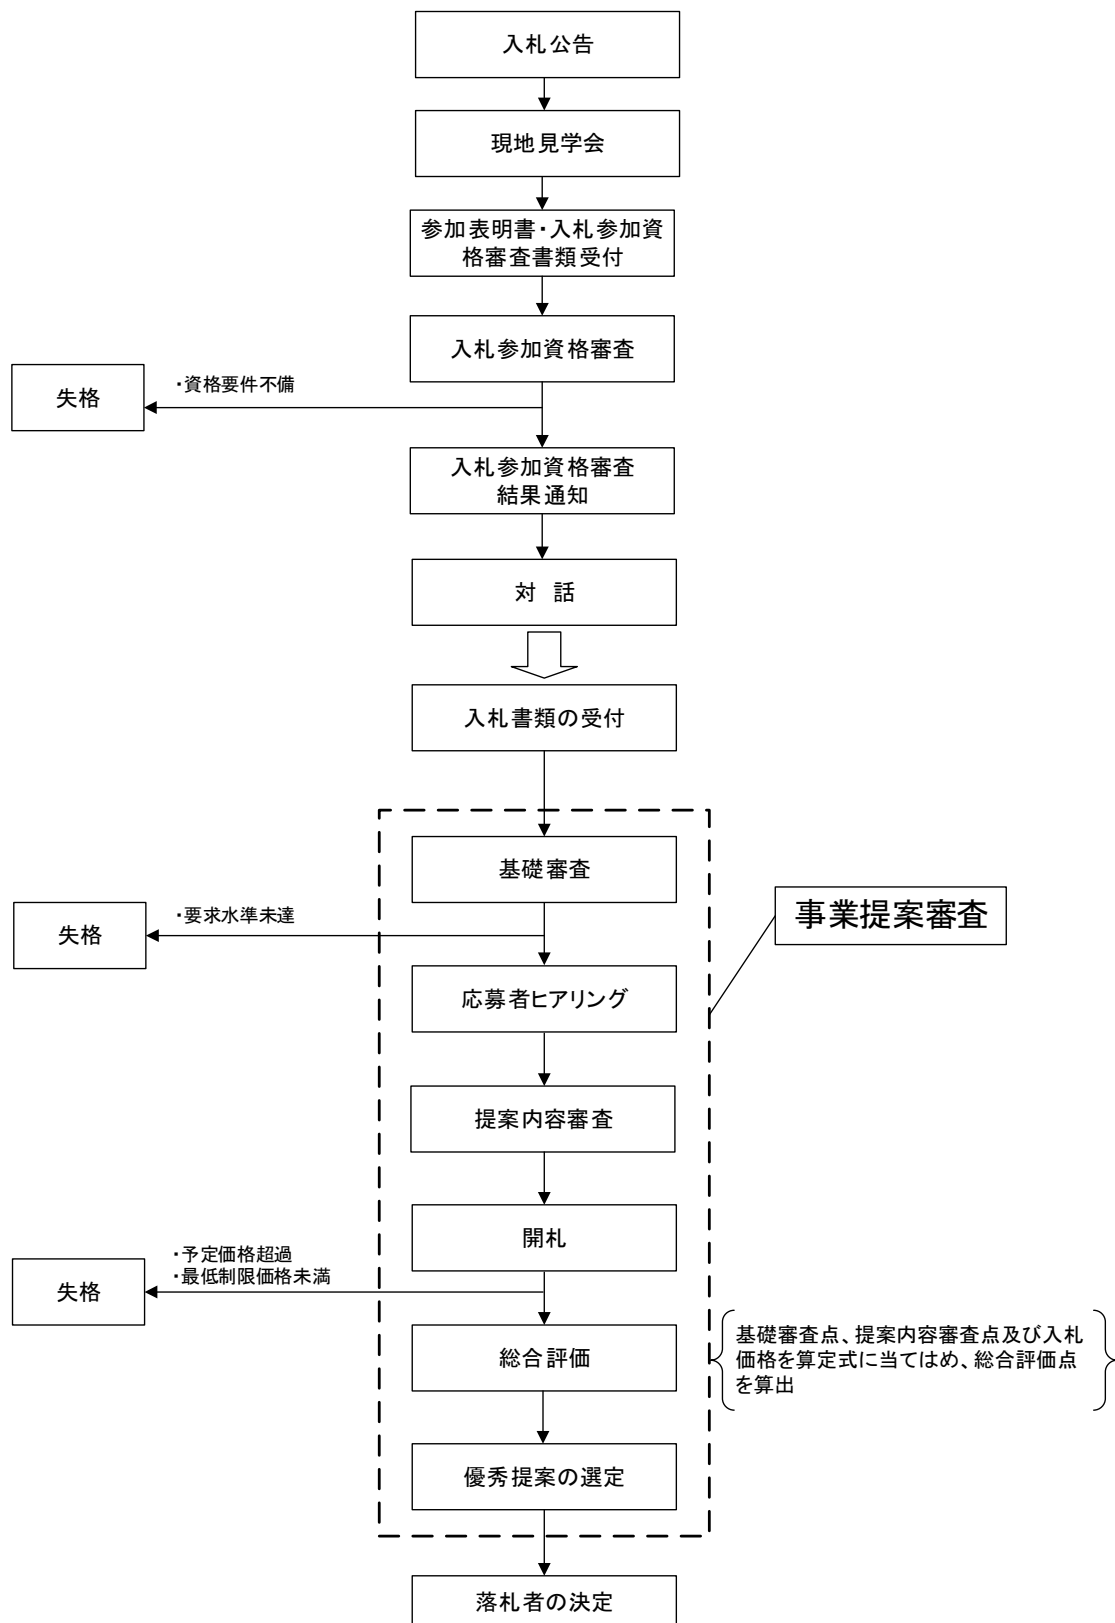 入札公告
現地見学会
参加表明書・入札参加資
格審査書類受付
入札参加資格審査
失格
・資格要件不備
入札参加資格審査
結果通知
対 話
入札書類の受付
基礎審査
失格
・要求水準未達
事業提案審査
応募者ヒアリング
提案内容審査
開札
失格
・予定価格超過
・最低制限価格未満
総合評価
基礎審査点、提案内容審査点及び入札
価格を算定式に当てはめ、総合評価点
を算出
優秀提案の選定
落札者の決定